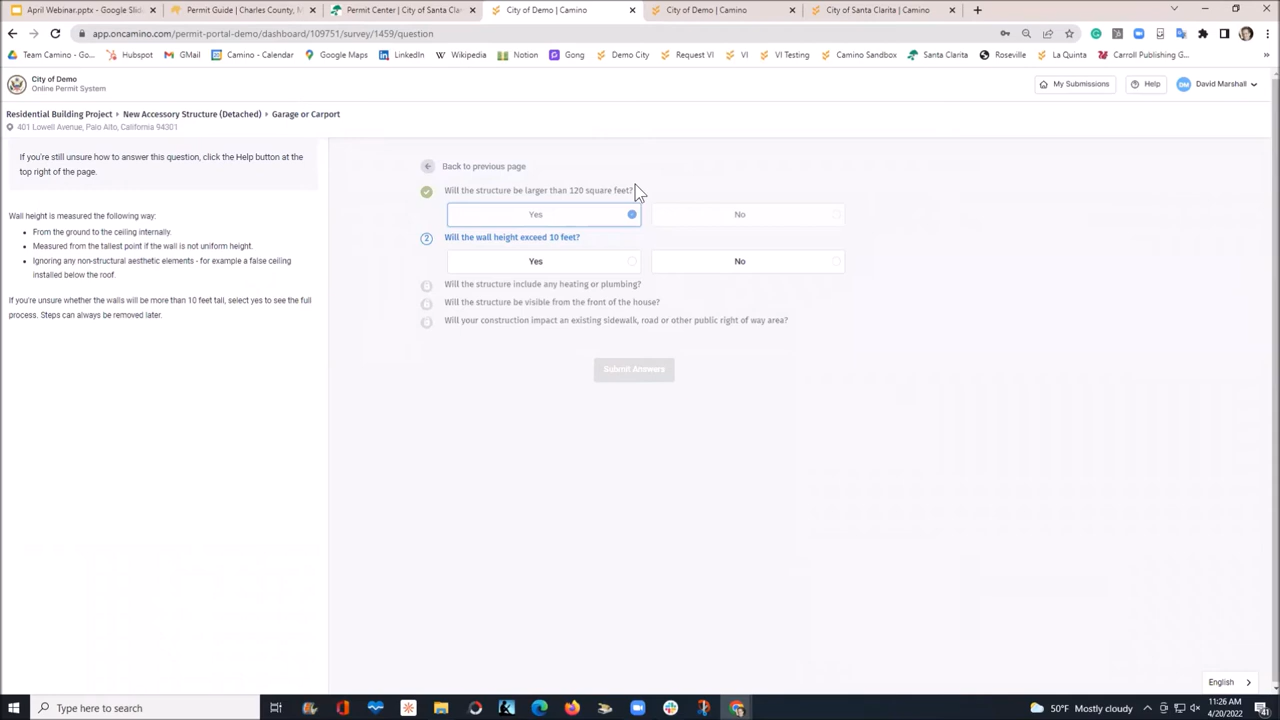 April Webinar.pptx - Google Slid
Permit Guide | Charles County, M
Permit Center | City of Santa Cla
City of Demo | Camino
City of Demo | Camino
City of Santa Clarita | Camino
app.oncamino.com/permit-portal-demo/dashboard/109751/survey/1459/question
Team Camino - Go...
Hubspot
GMail
Camino - Calendar
Google Maps
LinkedIn
Wikipedia
Notion
Gong
Demo City
Request VI
VI
VI Testing
Camino Sandbox
Santa Clarita
Roseville
La Quinta
Carroll Publishing G...
City of Demo
Online Permit System
My Submissions
Help
DM
David Marshall
Residential Building Project
New Accessory Structure (Detached)
Garage or Carport
401 Lowell Avenue, Palo Alto, California 94301
If you're still unsure how to answer this question, click the Help button at the
top right of the page.
Wall height is measured the following way:
From the ground to the ceiling internally.
Measured from the tallest point if the wall is not uniform height.
Ignoring any non-structural aesthetic elements - for example a false ceiling
installed below the roof.
If you're unsure whether the walls will be more than 10 feet tall, select yes to see the full
process. Steps can always be removed later.
Back to previous page
Will the structure be larger than 120 square feet?
Yes
No
2
Will the wall height exceed 10 feet?
Yes
No
Will the structure include any heating or plumbing?
Will the structure be visible from the front of the house?
Will your construction impact an existing sidewalk, road or other public right of way area?
Submit Answers
English
Type here to search
50°F Mostly cloudy
11:26 AM
4/20/2022